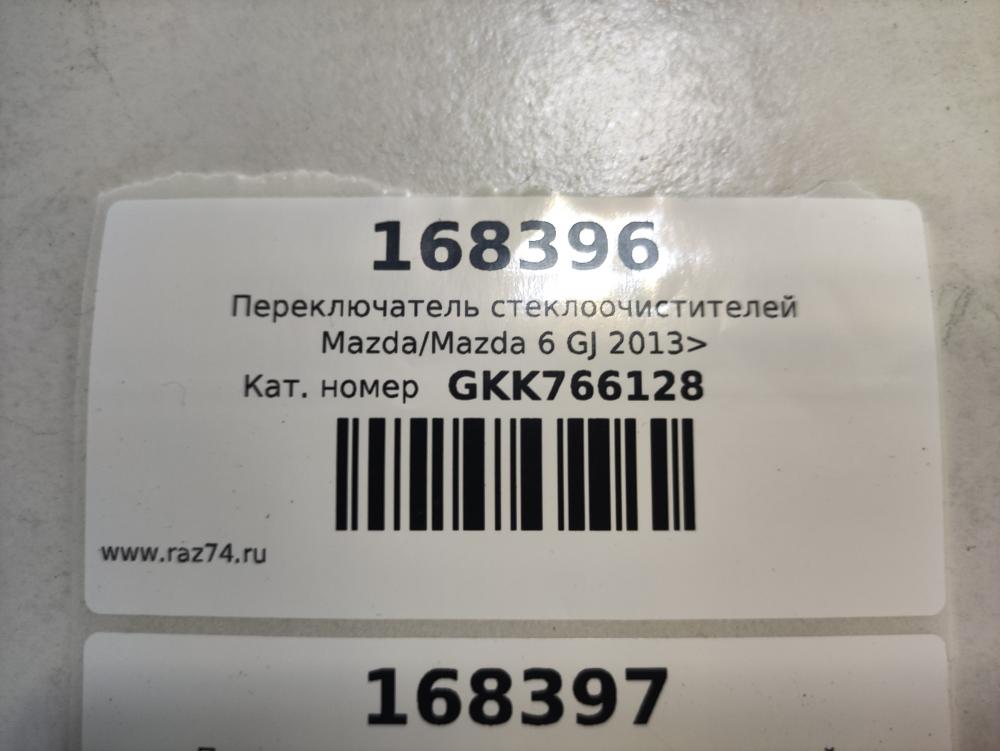 168396
Переключатель стеклоочистителей
Mazda/Mazda 6 GJ 2013>
Кат. номер GKK766128
www.raz74.ru
168397